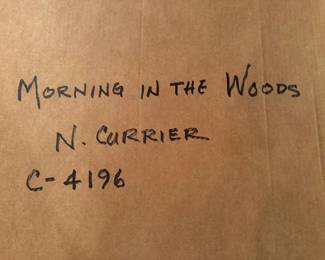 MORNING IN THE WOODS
N. CURRIER
C-4196